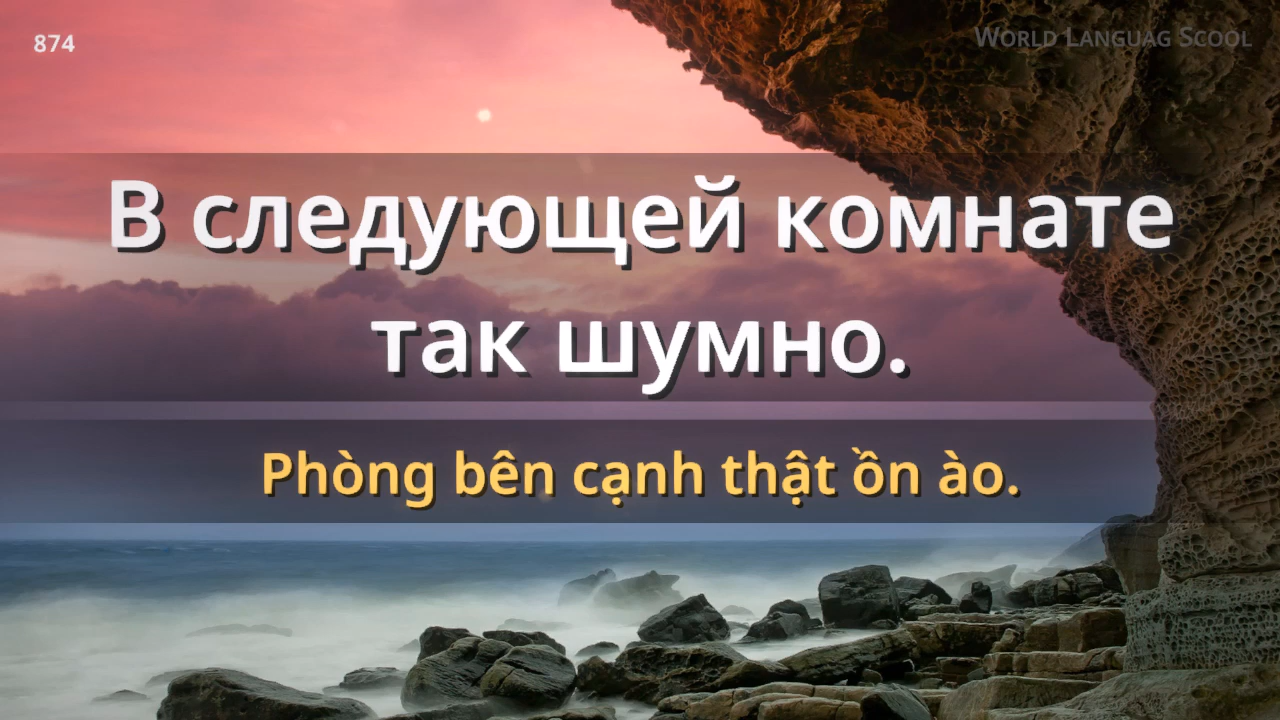 874
World Languag Scool
В следующей комнате
так шумно.
Phòng bên cạnh thật ồn ào.